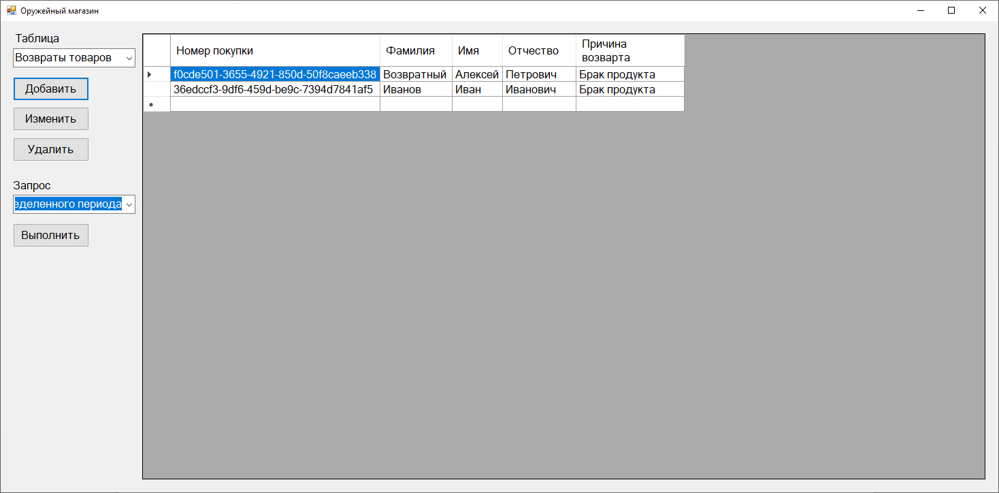 Оружейный магазин
Таблица
Возвраты товаров
Добавить
Изменить
Удалить
Запрос
еделенного периода
Выполнить
Номер покупки Фамилия Имя Отчество Причина
возварта
f0cde501-3655-4921-850d-50f8caeeb338 Возвратный Алексей Петрович Брак продукта
36edccf3-9df6-459d-be9c-7394d7841af5 Иванов Иван Иванович Брак продукта